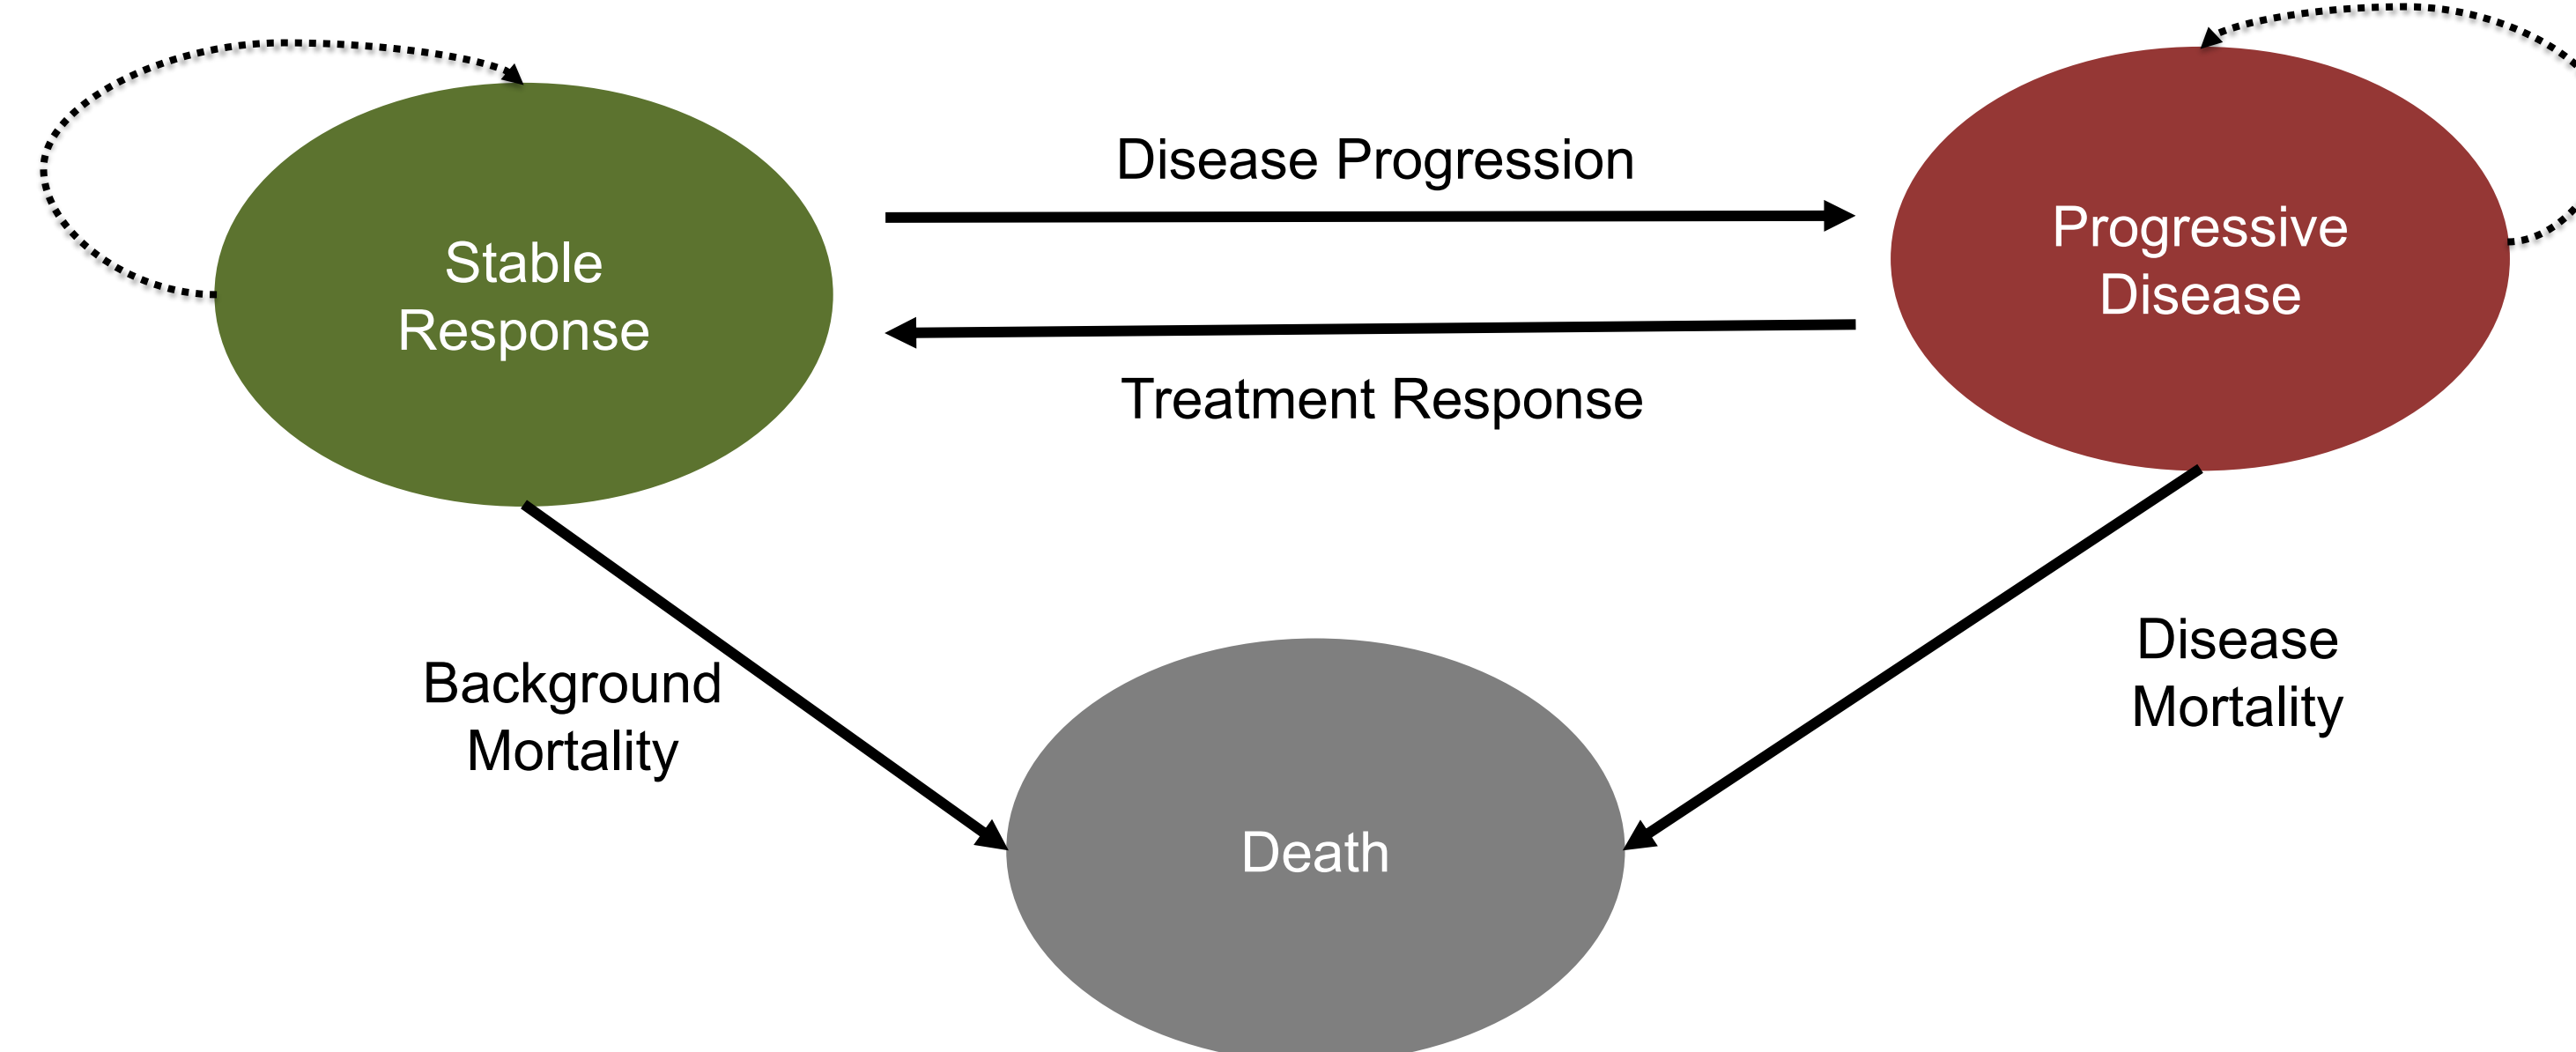 Disease Progression
Stable
Response
Progressive
Disease
Treatment Response
Background
Mortality
Disease
Mortality
Death